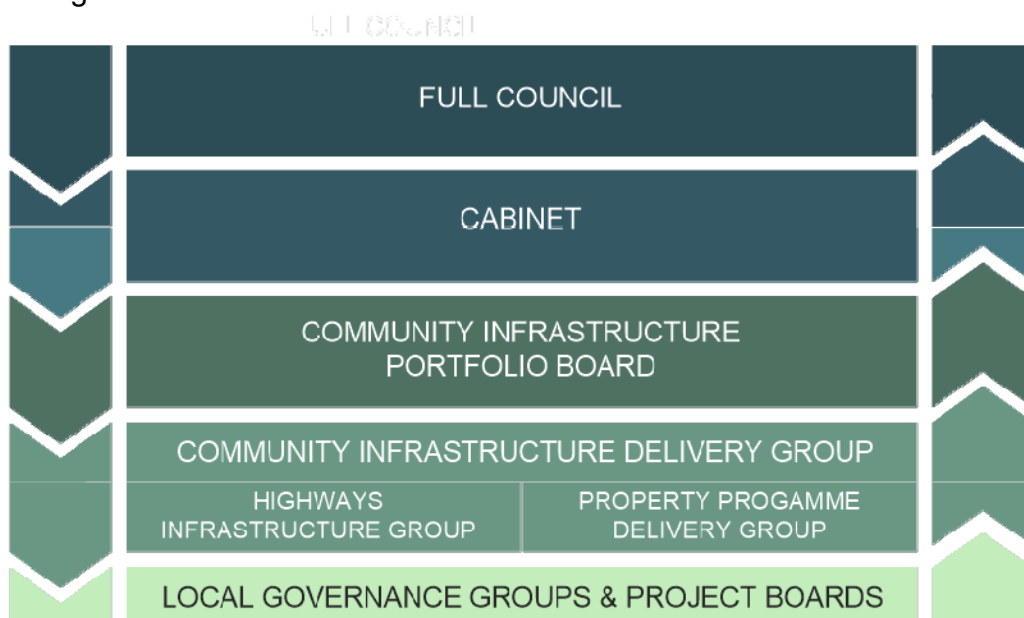 FULL COUNCIL
CABINET
COMMUNITY INFRASTRUCTURE
PORTFOLIO BOARD
COMMUNITY INFRASTRUCTURE DELIVERY GROUP
HIGHWAYS
INFRASTRUCTURE GROUP
PROPERTY PROGAMME
DELIVERY GROUP
LOCAL GOVERNANCE GROUPS & PROJECT BOARDS